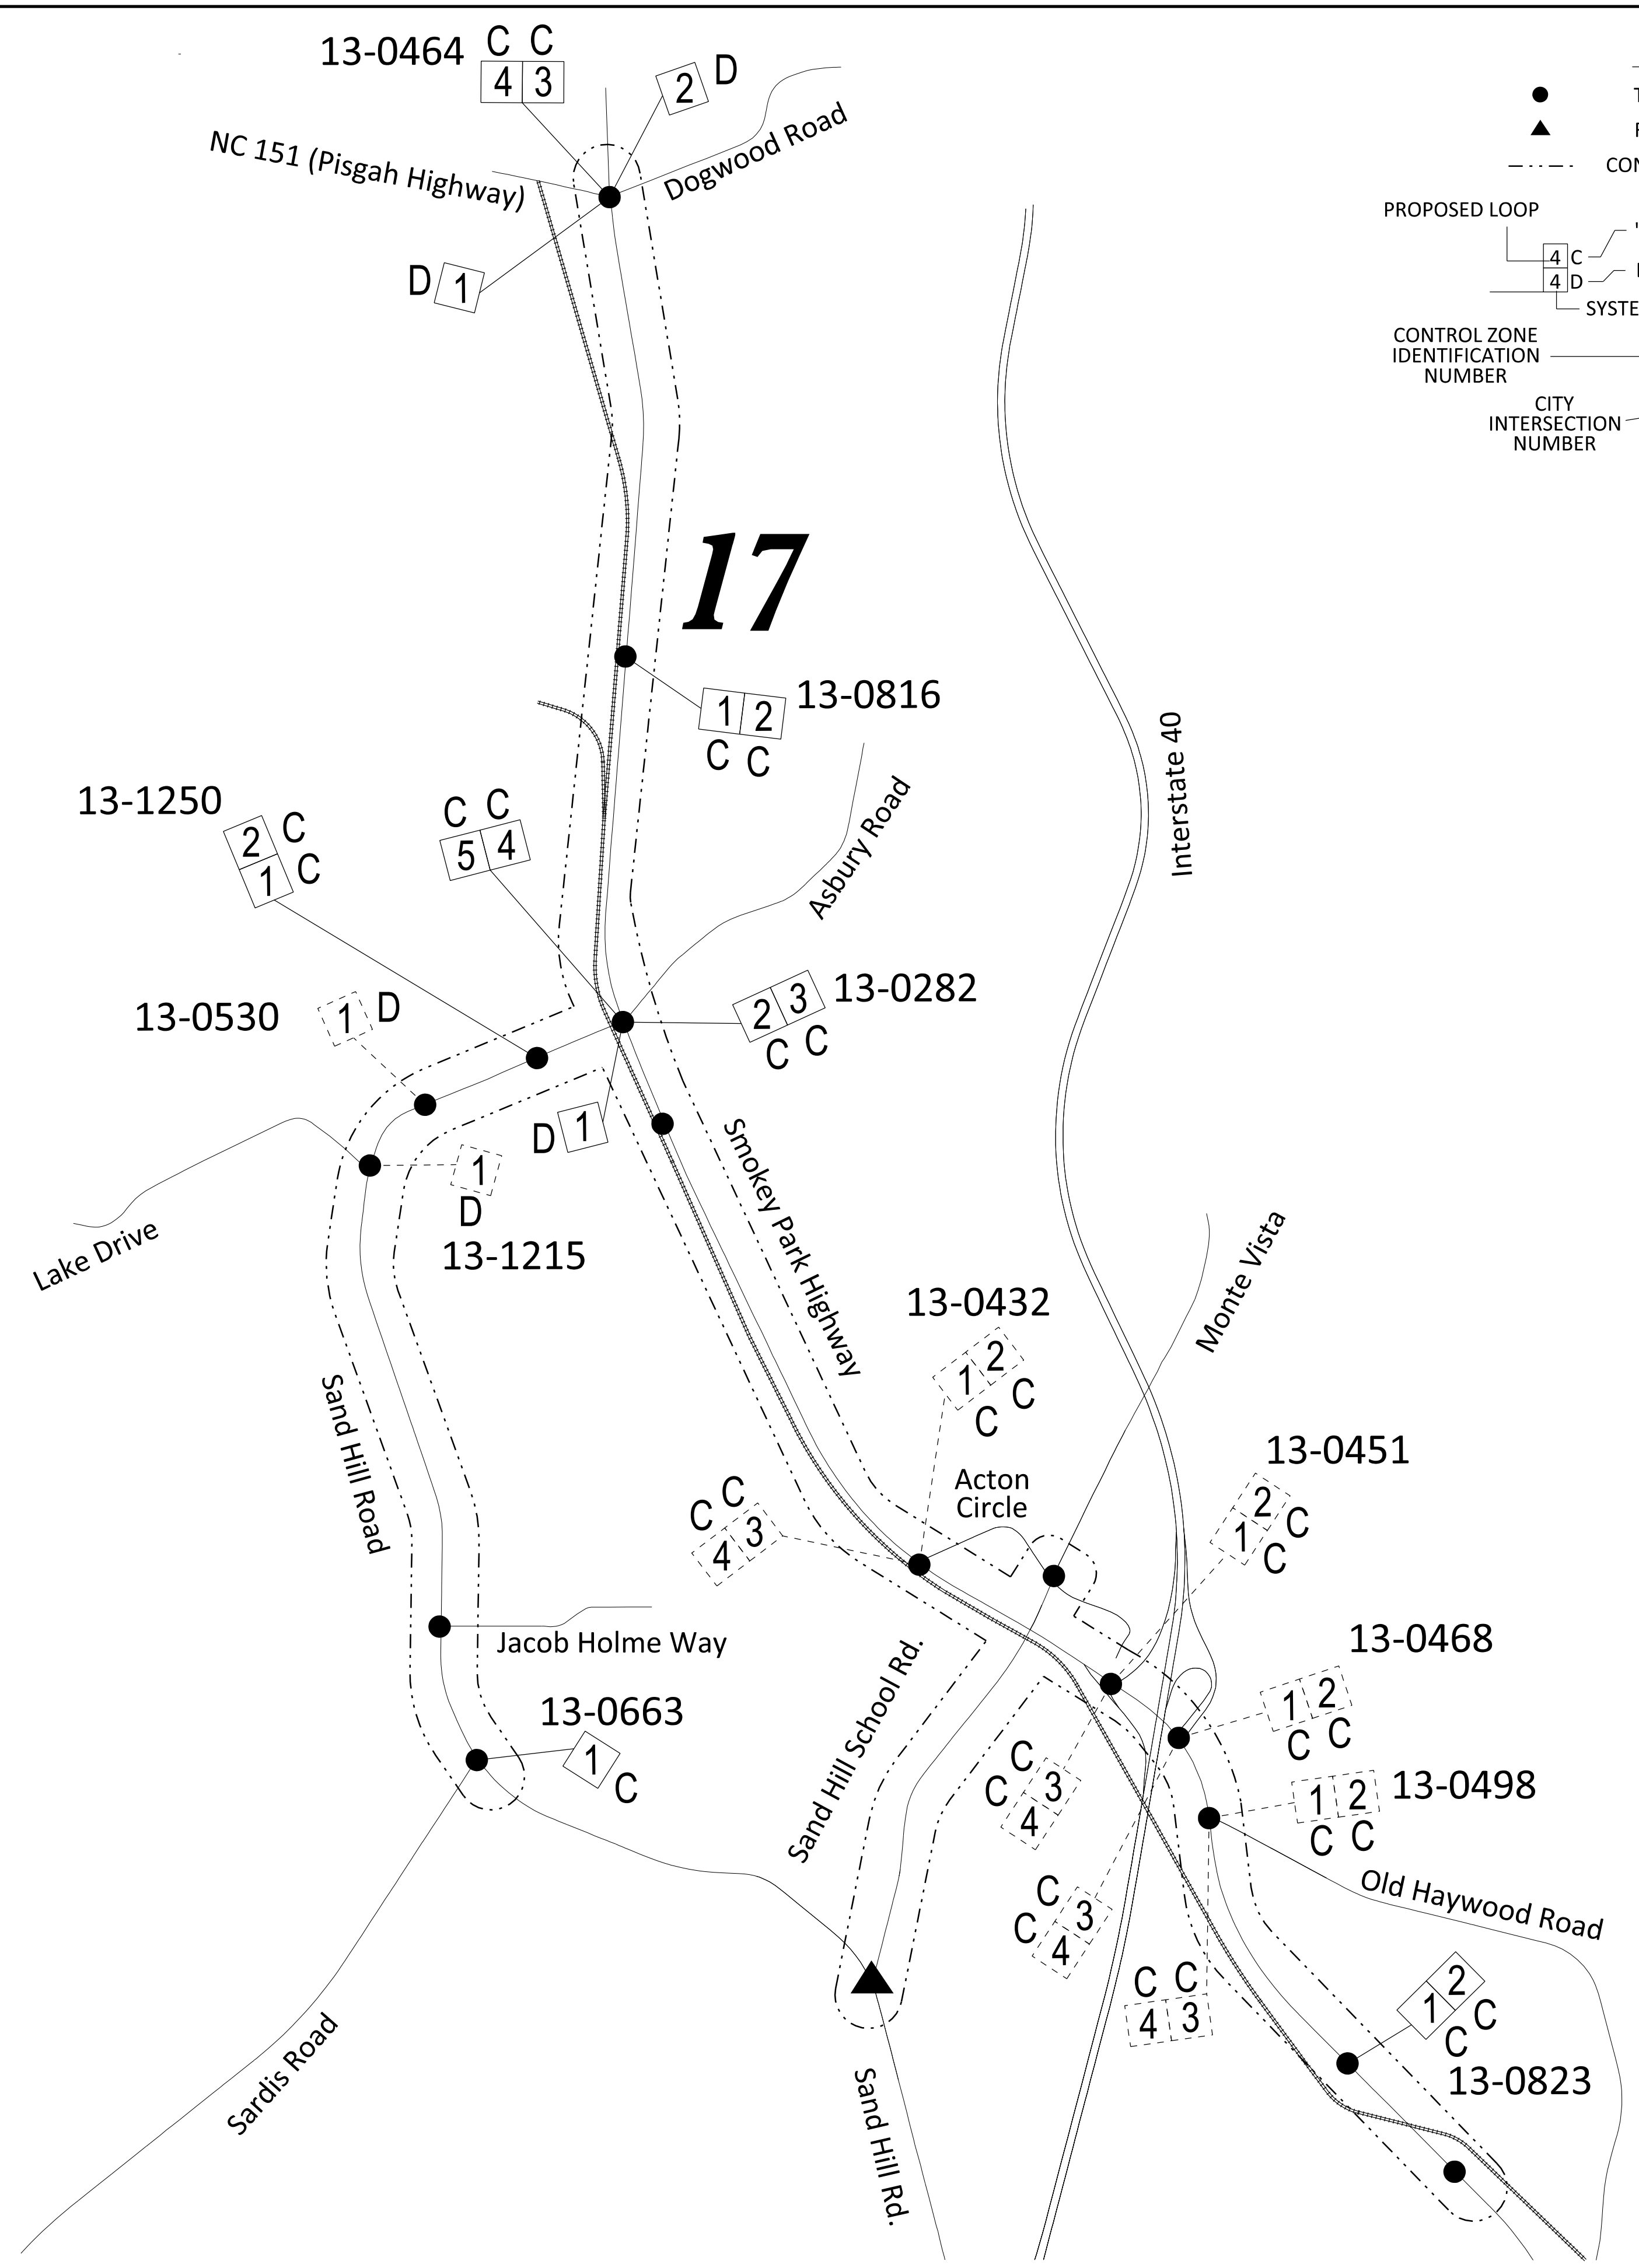 13-0464
C C
4 3
2 D
NC 151 (Pisgah Highway)
Dogwood Road
D 1
PROPOSED LOOP
CON
4 C
4 D
SYSTE
CONTROL ZONE
IDENTIFICATION
NUMBER
CITY
INTERSECTION
NUMBER
17
1 2
C C
13-0816
Interstate 40
13-1250
2 C
1 C
C C
5 4
Asbury Road
13-0530
1 D
2 3
C C
13-0282
D 1
1
D
13-1215
Lake Drive
Smokey Park Highway
Monte Vista
13-0432
1 2
C C
Sand Hill Road
13-0451
2 C
1 C
Acton
Circle
C C
4 3
Jacob Holme Way
13-0468
1 2
C C
13-0663
1 C
Sand Hill School Rd.
C 3
C 4
13-0498
1 2
C C
Old Haywood Road
C 3
C 4
C C
4 3
2 C
1 C
13-0823
Sardis Road
Sand Hill Rd.